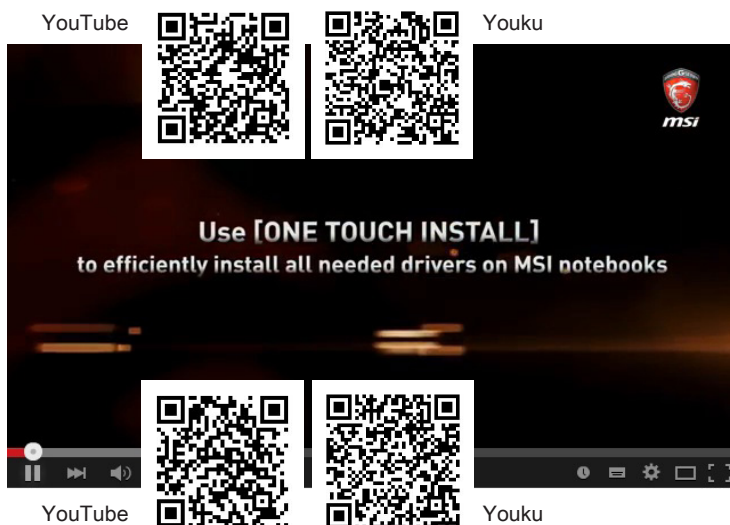 YouTube Youku
msi
Use [ONE TOUCH INSTALL]
to efficiently install all needed drivers on MSI notebooks
YouTube Youku